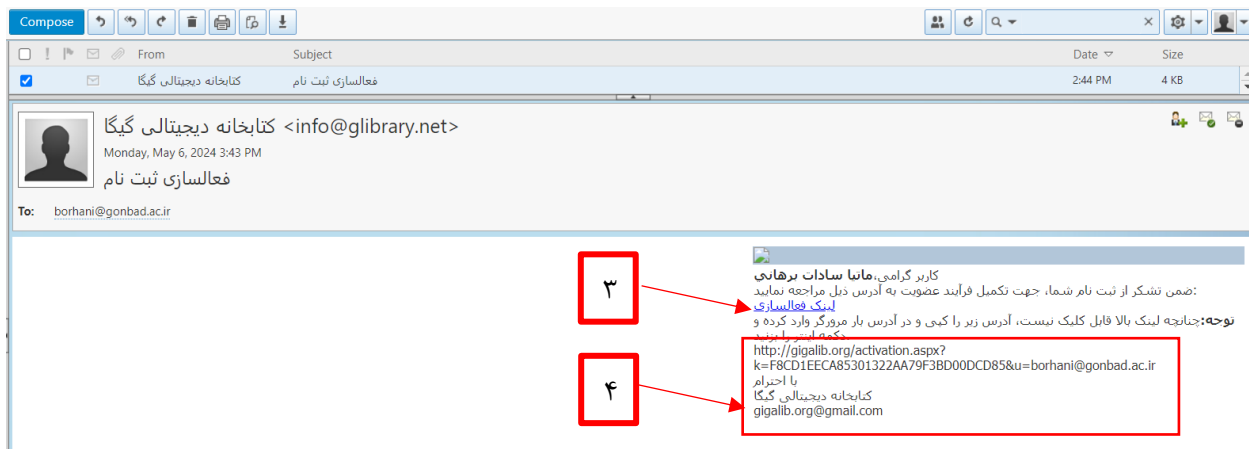 Compose
From Subject Date Size
کتابخانه دیجیتالی گیگا فعالسازی ثبت نام 2:44 PM 4 KB
کتابخانه دیجیتالی گیگا <info@glibrary.net>
Monday, May 6, 2024 3:43 PM
فعالسازی ثبت نام
To: borhani@gonbad.ac.ir
کاربر گرامی،مانیا سادات برهاني
ضمن تشکر از ثبت نام شما، جهت تکمیل فرآیند عضویت به آدرس ذیل مراجعه نمایید:
۳
لینک فعالسازی
توجه:چنانچه لینک بالا قابل کلیک نیست، آدرس زیر را کپی و در آدرس بار مرورگر وارد کرده و
دکمه اینتر را بزنید.
http://gigalib.org/activation.aspx?
k=F8CD1EECA85301322AA79F3BD00DCD85&u=borhani@gonbad.ac.ir
با احترام
۴
کتابخانه دیجیتالی گیگا
gigalib.org@gmail.com